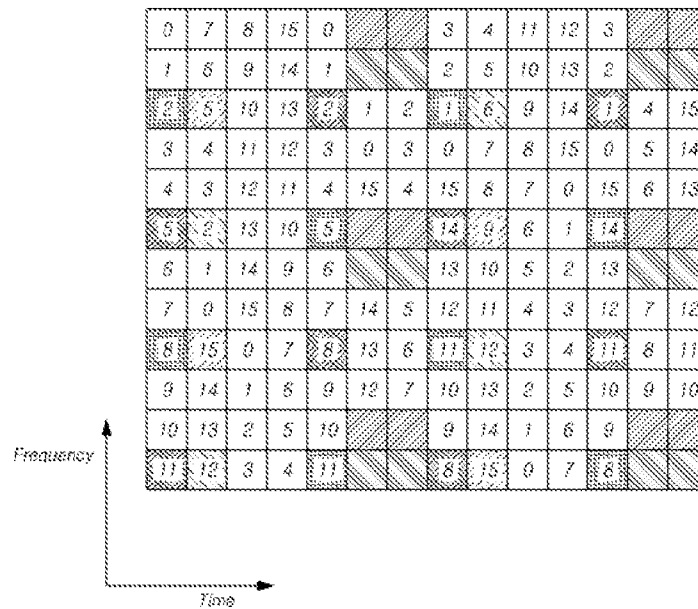 0 7 8 15 0 3 4 11 12 3
1 6 9 14 1 2 5 10 13 2
2 5 10 13 2 1 2 1 6 9 14 1 4 15
3 4 11 12 3 0 3 0 7 8 15 0 5 14
4 3 12 11 4 15 4 15 8 7 0 15 6 13
5 2 13 10 5 14 9 6 1 14
6 1 14 9 6 13 10 5 2 13
7 0 15 8 7 14 5 12 11 4 3 12 7 12
8 15 0 7 8 13 6 11 12 3 4 11 8 11
9 14 1 6 9 12 7 10 13 2 5 10 9 10
10 13 2 5 10 9 14 1 6 9
11 12 3 4 11 8 15 0 7 8
Frequency
Time